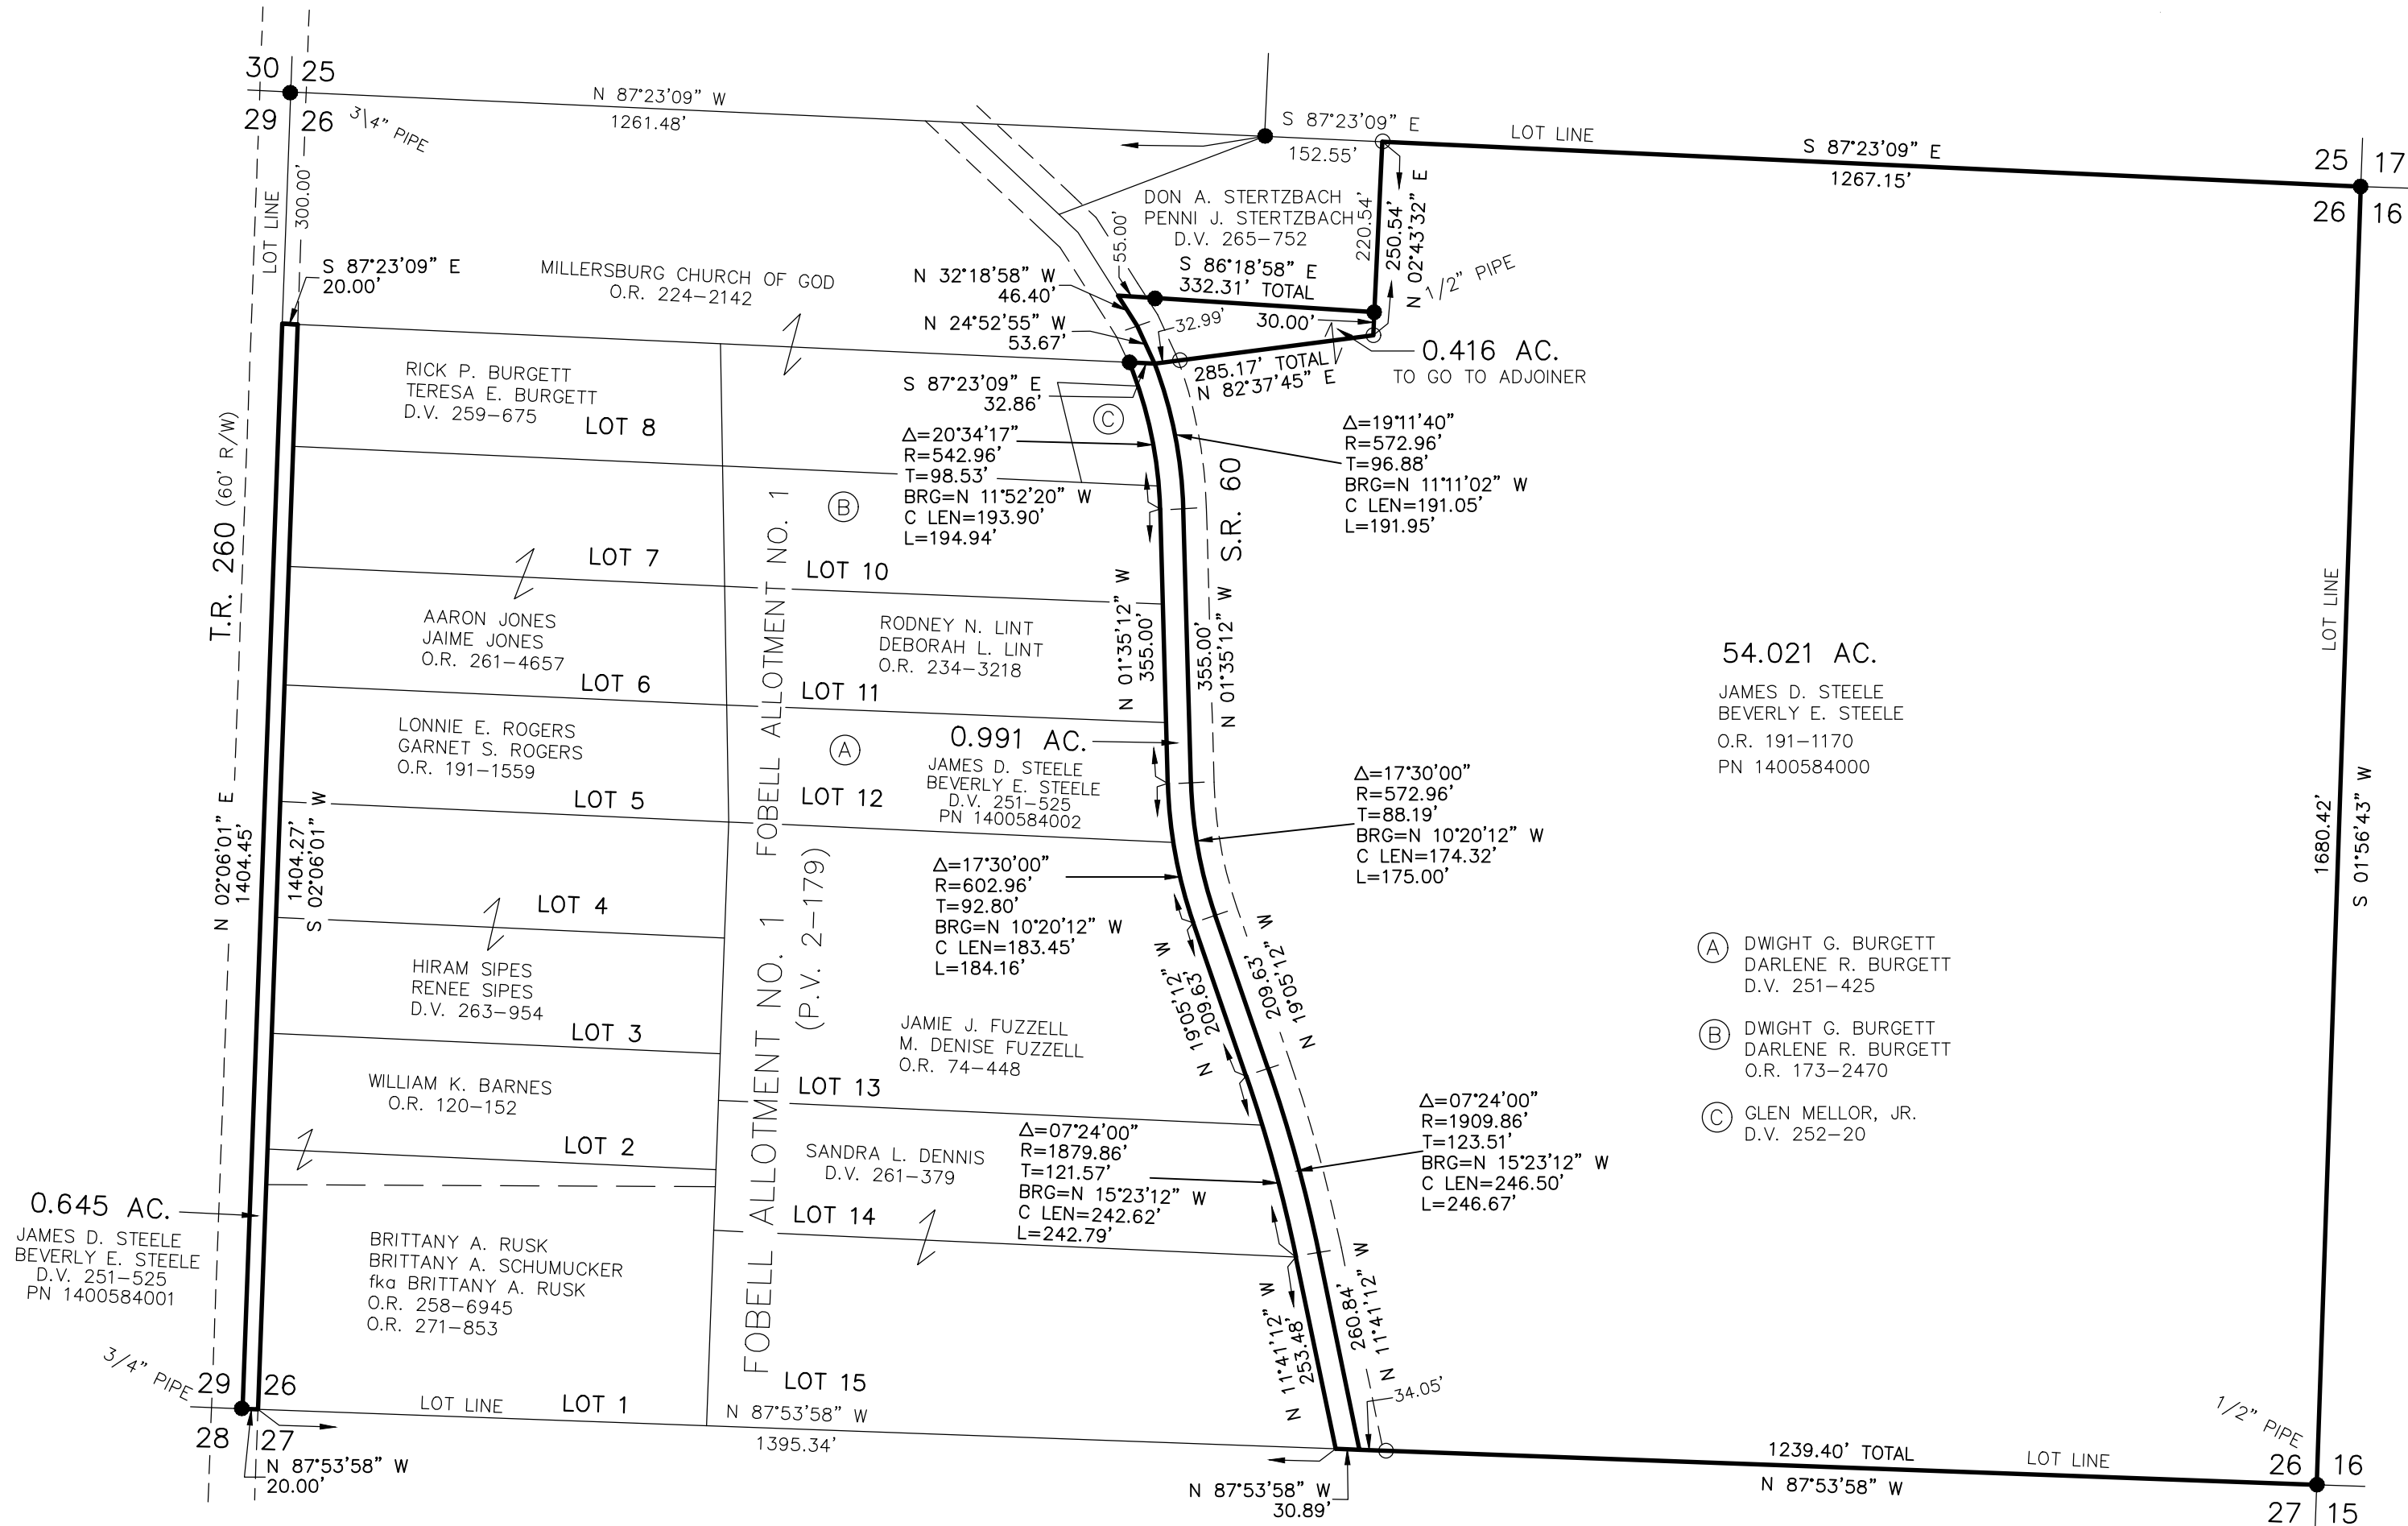 30 25
29 26
3\4" PIPE
N 87°23'09" W
1261.48'
S 87°23'09" E
152.55'
LOT LINE
S 87°23'09" E
1267.15'
25 17
26 16
LOT LINE
300.00'
S 87°23'09" E
20.00'
MILLERSBURG CHURCH OF GOD
O.R. 224-2142
DON A. STERTZBACH
PENNI J. STERTZBACH
D.V. 265-752
55.00'
220.54'
250.54'
N 02°43'32" E
1/2" PIPE
S 86°18'58" E
332.31' TOTAL
30.00'
N 32°18'58" W
46.40'
N 24°52'55" W
53.67'
32.99'
285.17' TOTAL
N 82°37'45" E
0.416 AC.
TO GO TO ADJOINER
S 87°23'09" E
32.86'
RICK P. BURGETT
TERESA E. BURGETT
D.V. 259-675
LOT 8
C
Δ=20°34'17"
R=542.96'
T=98.53'
BRG=N 11°52'20" W
C LEN=193.90'
L=194.94'
Δ=19°11'40"
R=572.96'
T=96.88'
BRG=N 11°11'02" W
C LEN=191.05'
L=191.95'
T.R. 260 (60' R/W)
S.R. 60
B
LOT 7
LOT 10
FOBELL ALLOTMENT NO. 1
AARON JONES
JAIME JONES
O.R. 261-4657
LOT 6
RODNEY N. LINT
DEBORAH L. LINT
O.R. 234-3218
LOT 11
N 01°35'12" W
355.00'
355.00'
N 01°35'12" W
54.021 AC.
JAMES D. STEELE
BEVERLY E. STEELE
O.R. 191-1170
PN 1400584000
LOT LINE
LONNIE E. ROGERS
GARNET S. ROGERS
O.R. 191-1559
LOT 5
A
LOT 12
0.991 AC.
JAMES D. STEELE
BEVERLY E. STEELE
D.V. 251-525
PN 1400584002
Δ=17°30'00"
R=572.96'
T=88.19'
BRG=N 10°20'12" W
C LEN=174.32'
L=175.00'
1680.42'
S 01°56'43" W
N 02°06'01" E
1404.45'
1404.27'
S 02°06'01" W
LOT 4
(P.V. 2-179)
Δ=17°30'00"
R=602.96'
T=92.80'
BRG=N 10°20'12" W
C LEN=183.45'
L=184.16'
FOBELL ALLOTMENT NO. 1
HIRAM SIPES
RENEE SIPES
D.V. 263-954
LOT 3
JAMIE J. FUZZELL
M. DENISE FUZZELL
O.R. 74-448
LOT 13
N 19°05'12" W
209.63'
209.63'
N 19°05'12" W
A DWIGHT G. BURGETT
DARLENE R. BURGETT
D.V. 251-425
B DWIGHT G. BURGETT
DARLENE R. BURGETT
O.R. 173-2470
C GLEN MELLOR, JR.
D.V. 252-20
WILLIAM K. BARNES
O.R. 120-152
LOT 2
SANDRA L. DENNIS
D.V. 261-379
LOT 14
Δ=07°24'00"
R=1879.86'
T=121.57'
BRG=N 15°23'12" W
C LEN=242.62'
L=242.79'
Δ=07°24'00"
R=1909.86'
T=123.51'
BRG=N 15°23'12" W
C LEN=246.50'
L=246.67'
0.645 AC.
JAMES D. STEELE
BEVERLY E. STEELE
D.V. 251-525
PN 1400584001
BRITTANY A. RUSK
BRITTANY A. SCHUMUCKER
fka BRITTANY A. RUSK
O.R. 258-6945
O.R. 271-853
N 11°41'12" W
253.48'
260.84'
N 11°41'12" W
34.05'
3/4" PIPE
29 26
28 27
LOT LINE
LOT 1
LOT 15
N 87°53'58" W
1395.34'
N 87°53'58" W
20.00'
N 87°53'58" W
30.89'
1239.40' TOTAL
N 87°53'58" W
LOT LINE
1/2" PIPE
26 16
27 15